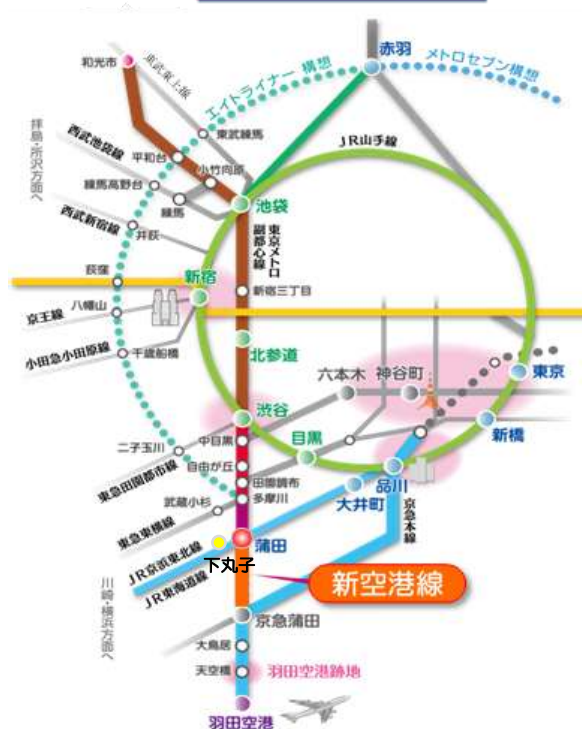 赤羽
メトロセブン構想
エイトライナー 構想
和光市
東武東上線
JR山手線
東武練馬
拝島・所沢方面へ
西武池袋線
平和台
小竹向原
練馬高野台
練馬
池袋
西武新宿線
井荻
東京メトロ
副都心線
荻窪
新宿
新宿三丁目
八幡山
京王線
小田急小田原線
千歳船橋
北参道
六本木
神谷町
東京
渋谷
新橋
二子玉川
中目黒
目黒
東急田園都市線
自由が丘
品川
田園調布
大井町
武蔵小杉
多摩川
京急本線
東急東横線
蒲田
下丸子
JR京浜東北線
JR東海道線
新空港線
川崎・横浜方面へ
京急蒲田
大鳥居
天空橋
羽田空港跡地
羽田空港